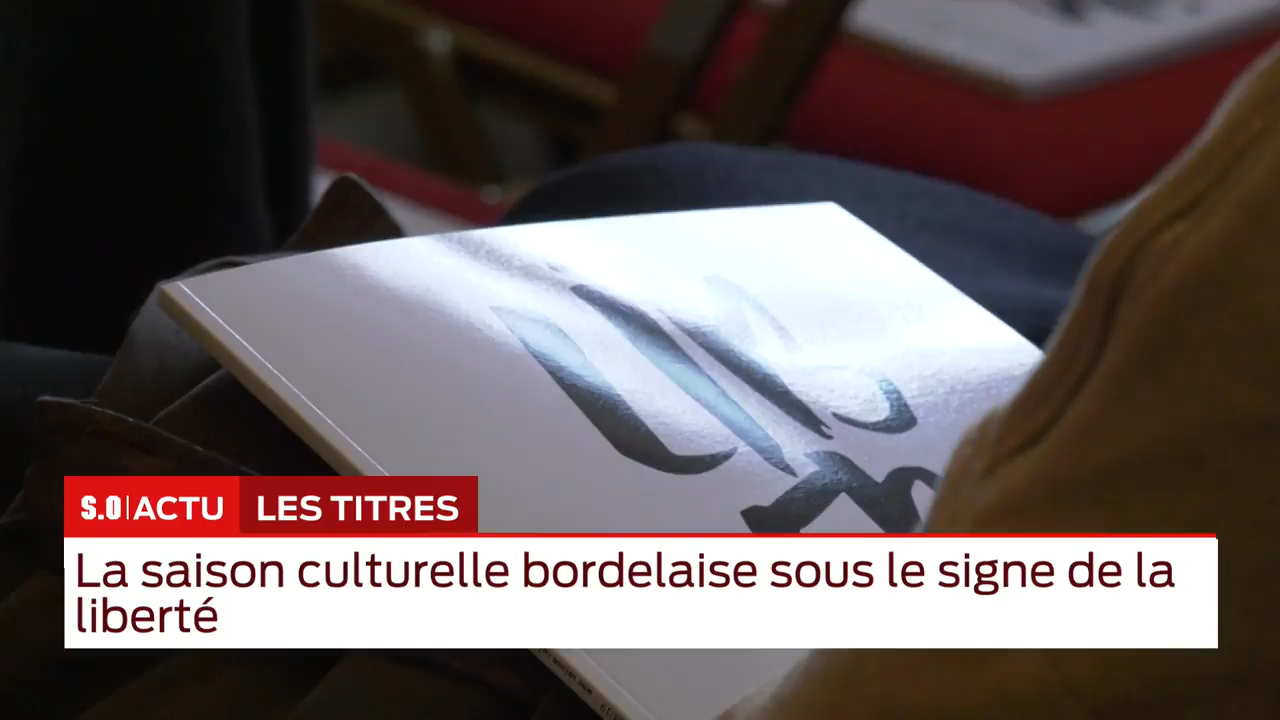 S.O|ACTU LES TITRES
La saison culturelle bordelaise sous le signe de la
liberté